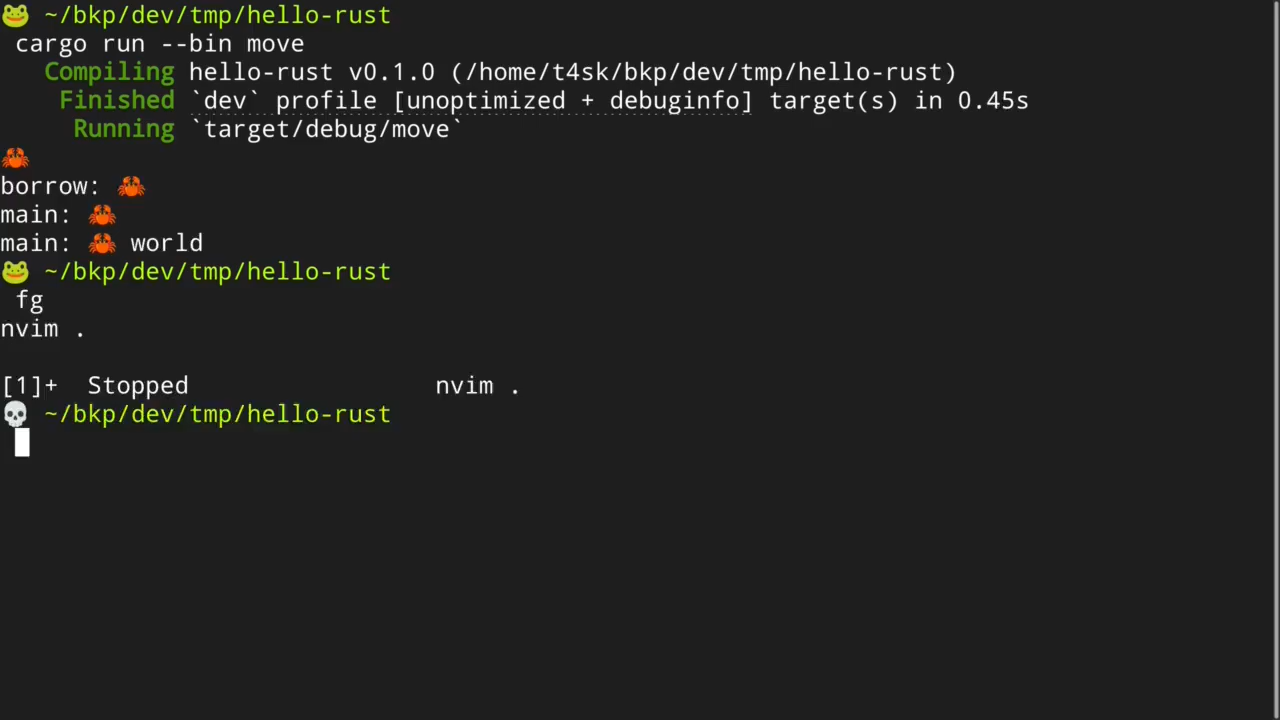 🐸 ~/bkp/dev/tmp/hello-rust
cargo run --bin move
Compiling hello-rust v0.1.0 (/home/t4sk/bkp/dev/tmp/hello-rust)
Finished `dev` profile [unoptimized + debuginfo] target(s) in 0.45s
Running `target/debug/move`
🦀
borrow: 🦀
main: 🦀
main: 🦀 world
🐸 ~/bkp/dev/tmp/hello-rust
fg
nvim .
[1]+  Stopped                 nvim .
💀 ~/bkp/dev/tmp/hello-rust